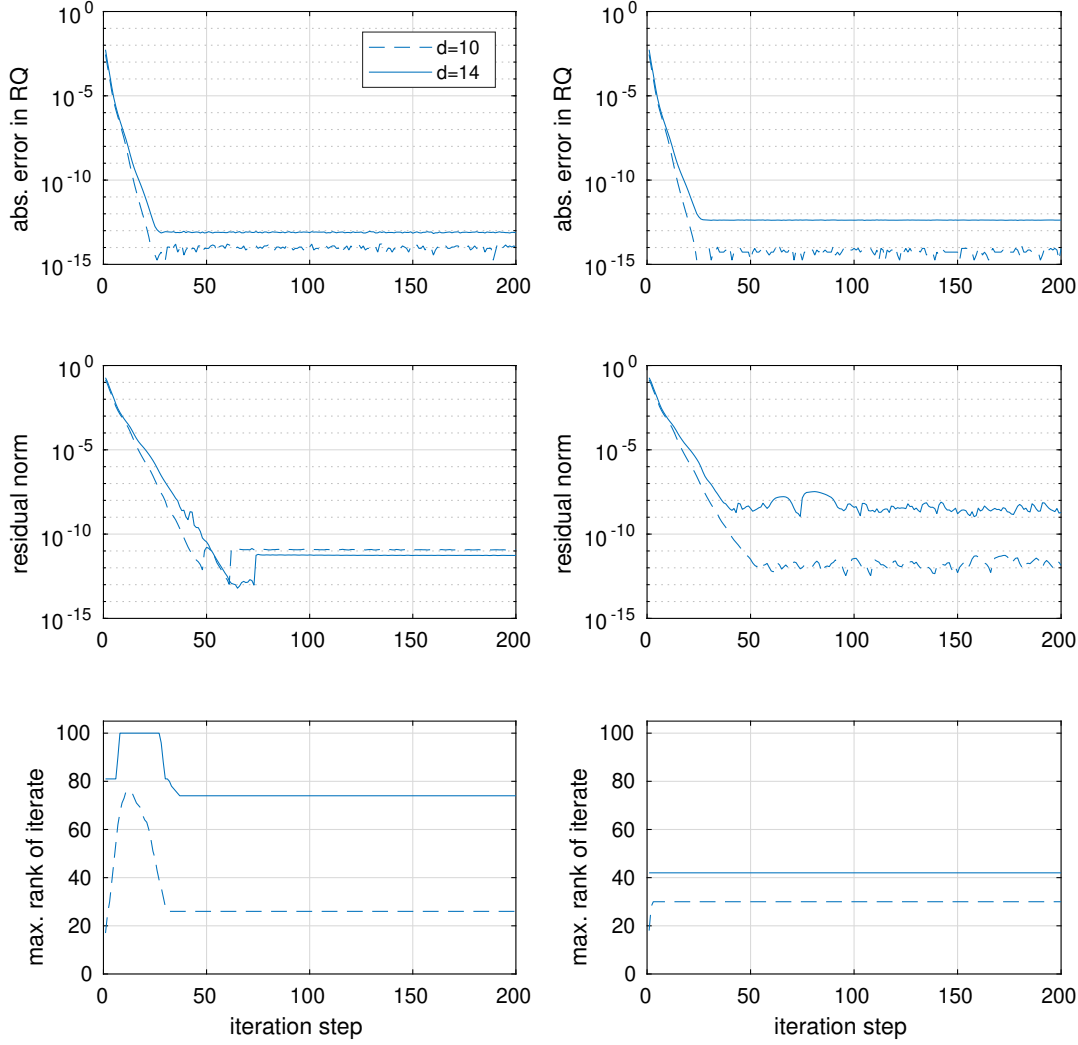 abs. error in RQ
10^0
10^-5
10^-10
10^-15
0 50 100 150 200
d=10
d=14
abs. error in RQ
10^0
10^-5
10^-10
10^-15
0 50 100 150 200
residual norm
10^0
10^-5
10^-10
10^-15
0 50 100 150 200
residual norm
10^0
10^-5
10^-10
10^-15
0 50 100 150 200
max. rank of iterate
100
80
60
40
20
0
0 50 100 150 200
iteration step
max. rank of iterate
100
80
60
40
20
0
0 50 100 150 200
iteration step